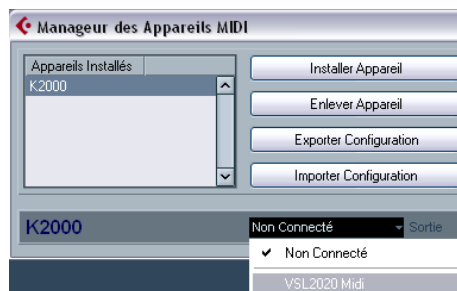 Manageur des Appareils MIDI
Appareils Installés
K2000
Installer Appareil
Enlever Appareil
Exporter Configuration
Importer Configuration
K2000
Non Connecté Sortie
✔ Non Connecté
VSL2020 Midi